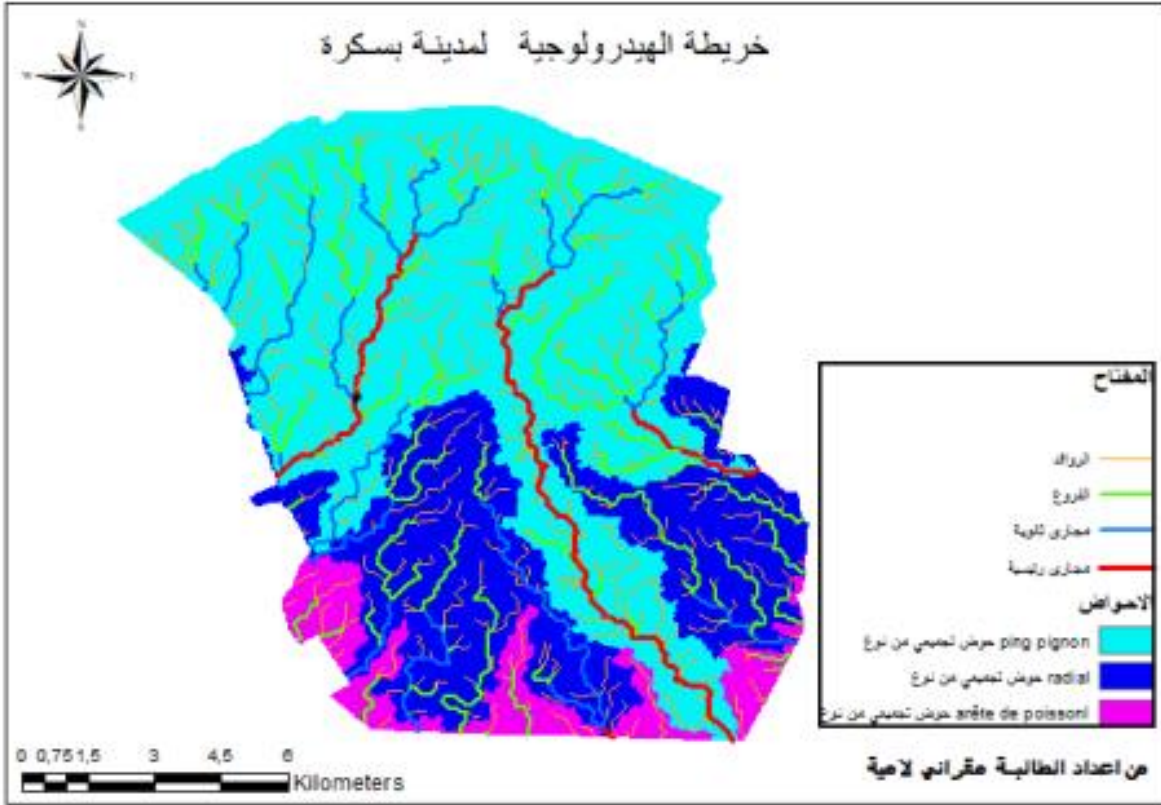 خريطة الهيدرولوجية لمدينة بسكرة
N
W E
S
المفتاح
الروافد
الفروع
مجاري ثانوية
مجاري رئيسية
الاحواض
حوض تجميعي من نوع ping pignon
حوض تجميعي من نوع radial
حوض تجميعي من نوع arête de poissonl
0 0,75 1,5 3 4,5 6
Kilometers
من اعداد الطالبة مقراني لامية